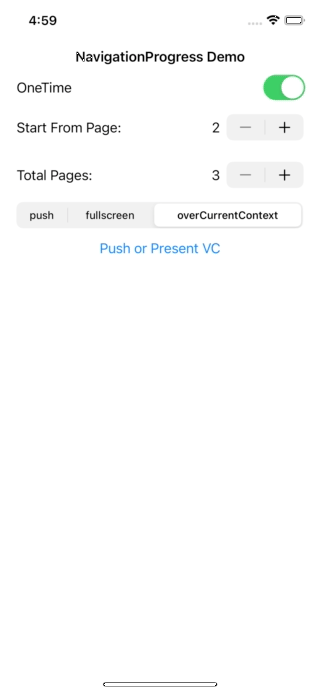 4:59
NavigationProgress Demo
OneTime
Start From Page: 2 − +
Total Pages: 3 − +
push fullscreen overCurrentContext
Push or Present VC